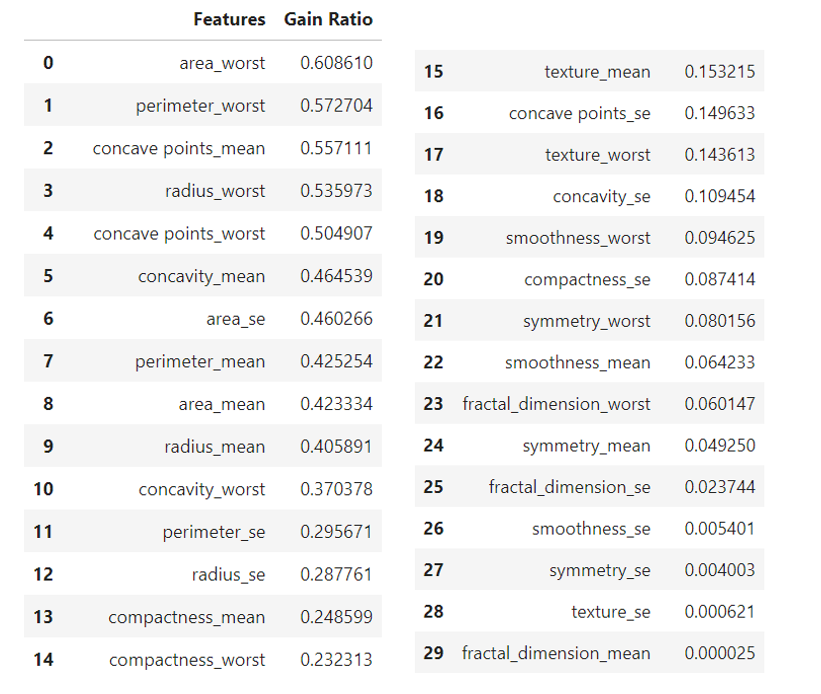 Features Gain Ratio
0 area_worst 0.608610
1 perimeter_worst 0.572704
2 concave points_mean 0.557111
3 radius_worst 0.535973
4 concave points_worst 0.504907
5 concavity_mean 0.464539
6 area_se 0.460266
7 perimeter_mean 0.425254
8 area_mean 0.423334
9 radius_mean 0.405891
10 concavity_worst 0.370378
11 perimeter_se 0.295671
12 radius_se 0.287761
13 compactness_mean 0.248599
14 compactness_worst 0.232313
15 texture_mean 0.153215
16 concave points_se 0.149633
17 texture_worst 0.143613
18 concavity_se 0.109454
19 smoothness_worst 0.094625
20 compactness_se 0.087414
21 symmetry_worst 0.080156
22 smoothness_mean 0.064233
23 fractal_dimension_worst 0.060147
24 symmetry_mean 0.049250
25 fractal_dimension_se 0.023744
26 smoothness_se 0.005401
27 symmetry_se 0.004003
28 texture_se 0.000621
29 fractal_dimension_mean 0.000025